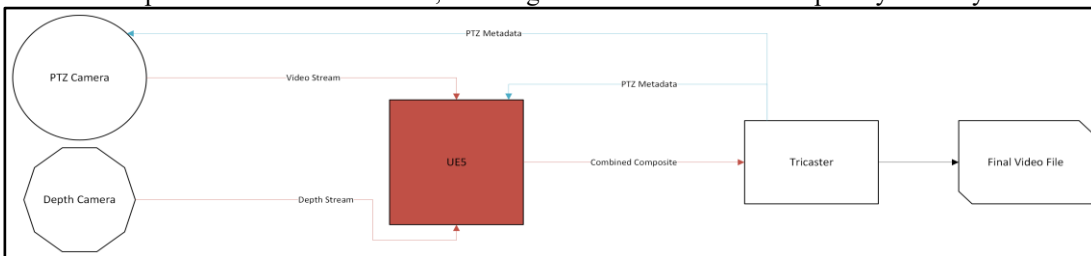 PTZ Metadata
PTZ Camera
Video Stream
PTZ Metadata
UE5
Combined Composite
Tricaster
Final Video File
Depth Camera
Depth Stream